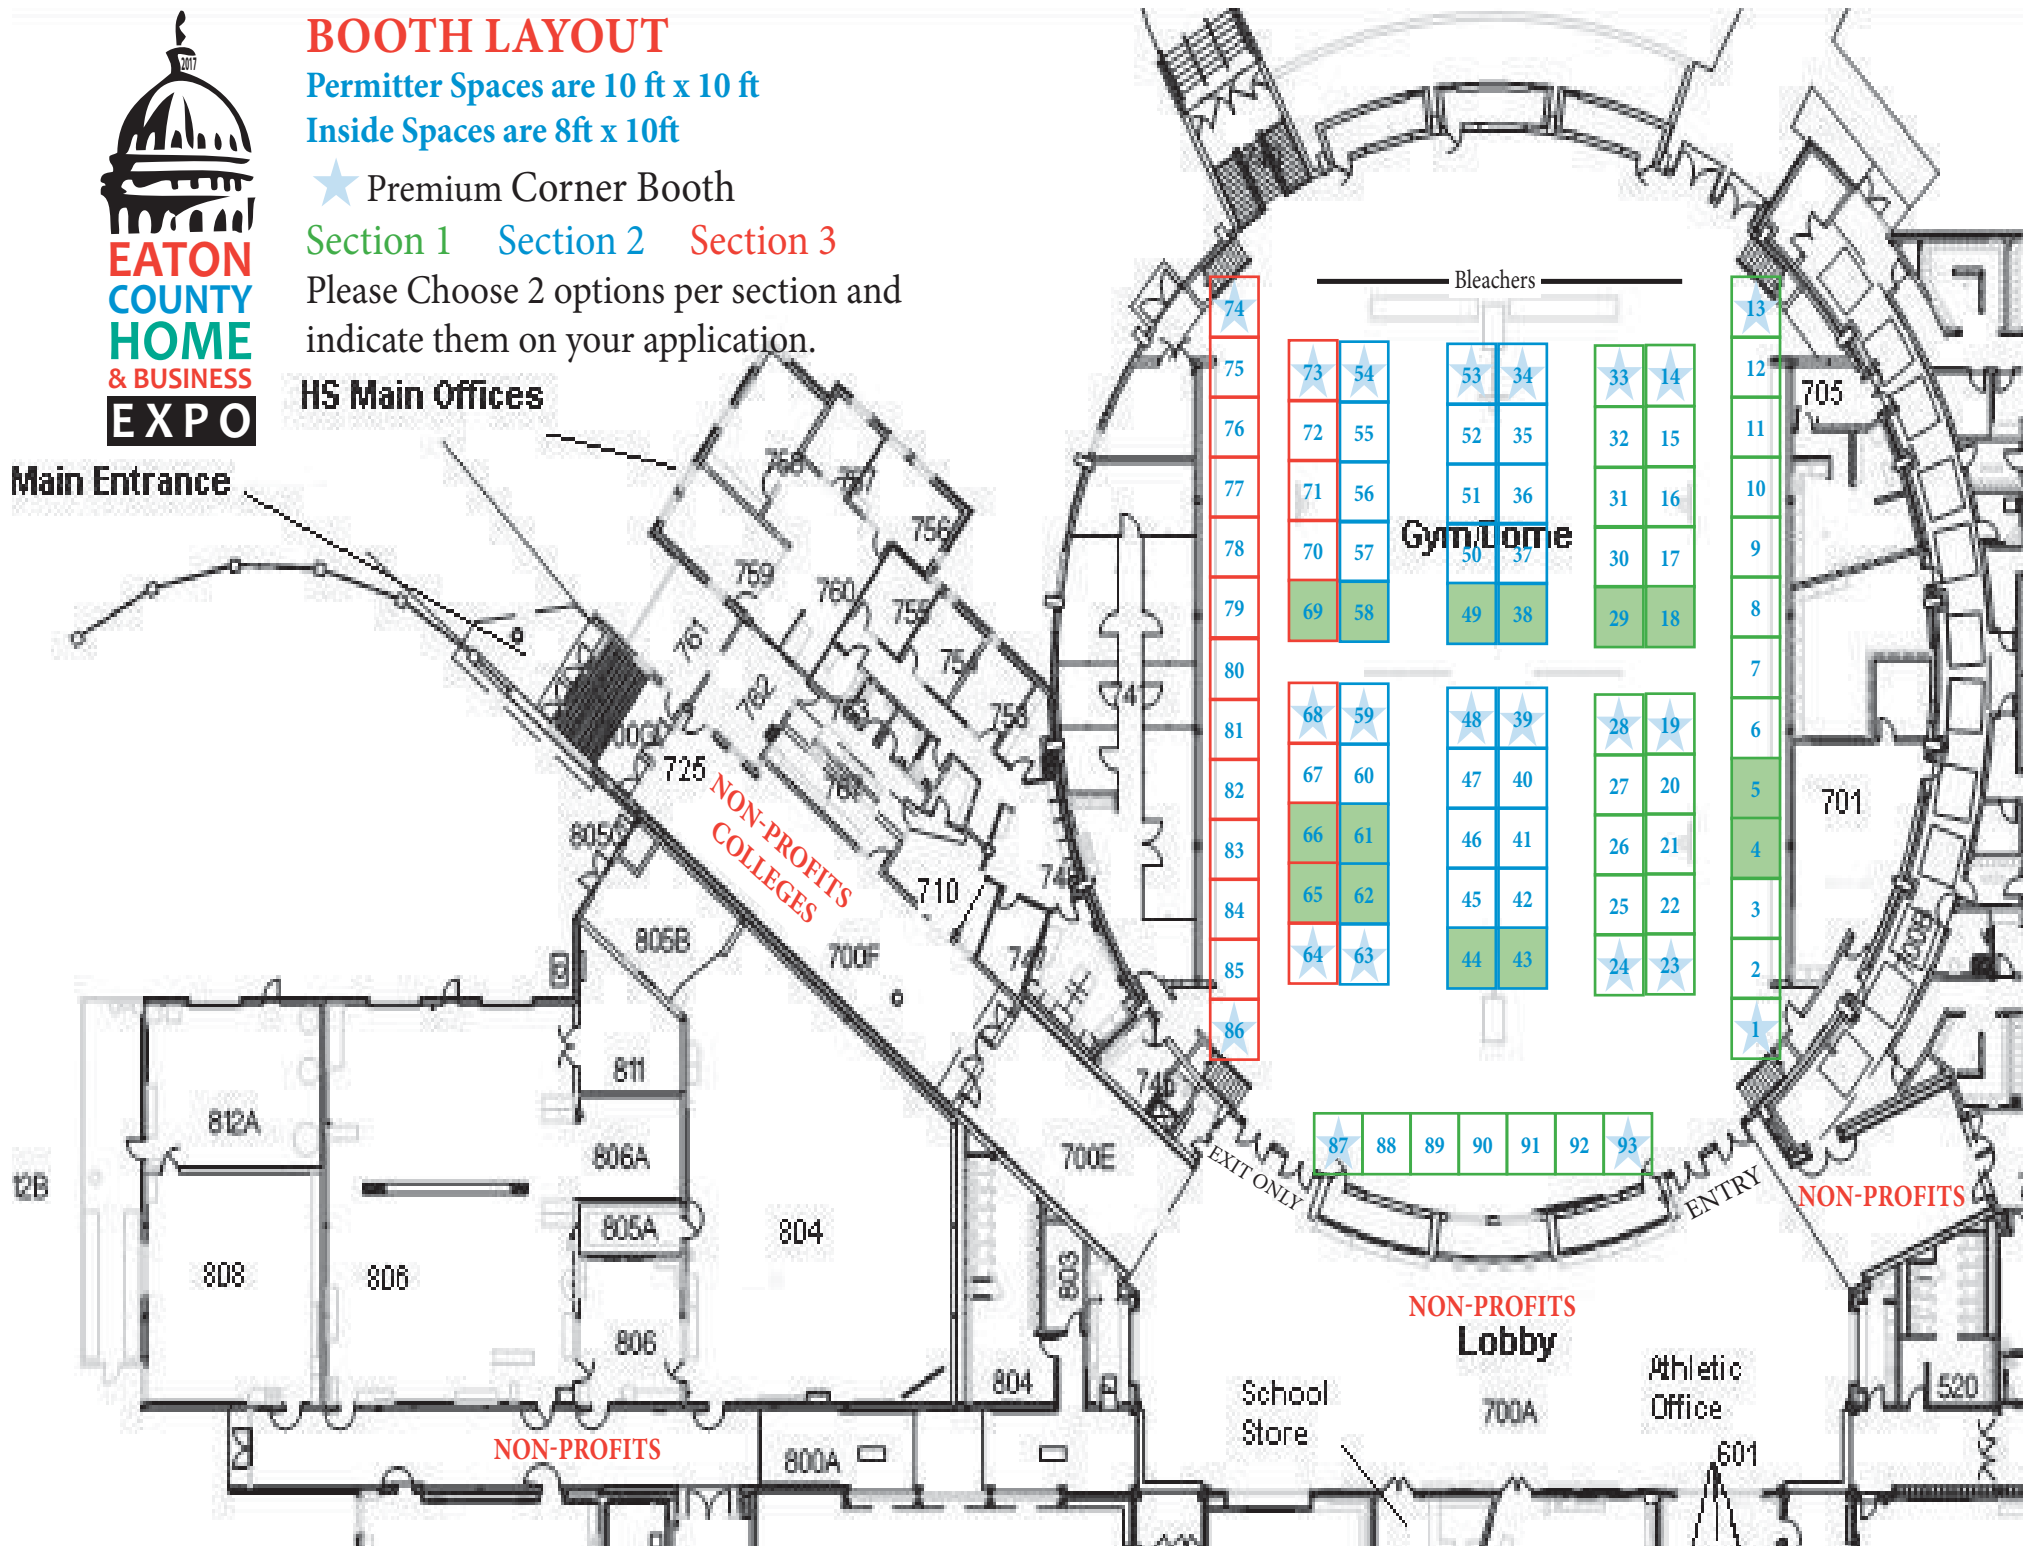 2017
EATON
COUNTY
HOME
& BUSINESS
EXPO
BOOTH LAYOUT
Permitter Spaces are 10 ft x 10 ft
Inside Spaces are 8ft x 10ft
Premium Corner Booth
Section 1 Section 2 Section 3
Please Choose 2 options per section and
indicate them on your application.
HS Main Offices
Main Entrance
Bleachers
74 13
75 73 54 53 34 33 14 12
76 72 55 52 35 32 15 11
77 71 56 51 36 31 16 10
Gym/Dome
78 70 57 50 37 30 17 9
79 69 58 49 38 29 18 8
80 7
81 68 59 48 39 28 19 6
82 67 60 47 40 27 20 5
83 66 61 46 41 26 21 4
84 65 62 45 42 25 22 3
85 64 63 44 43 24 23 2
86 1
87 88 89 90 91 92 93
EXIT ONLY
ENTRY
705
701
756
759
760
761
762
725
NON-PROFITS
COLLEGES
710
700F
805B
811
812A
806A
700E
12B
805A
804
808
806
803
806
804
NON-PROFITS
NON-PROFITS
Lobby
700A
School
Store
Athletic
Office
601
520
NON-PROFITS
800A